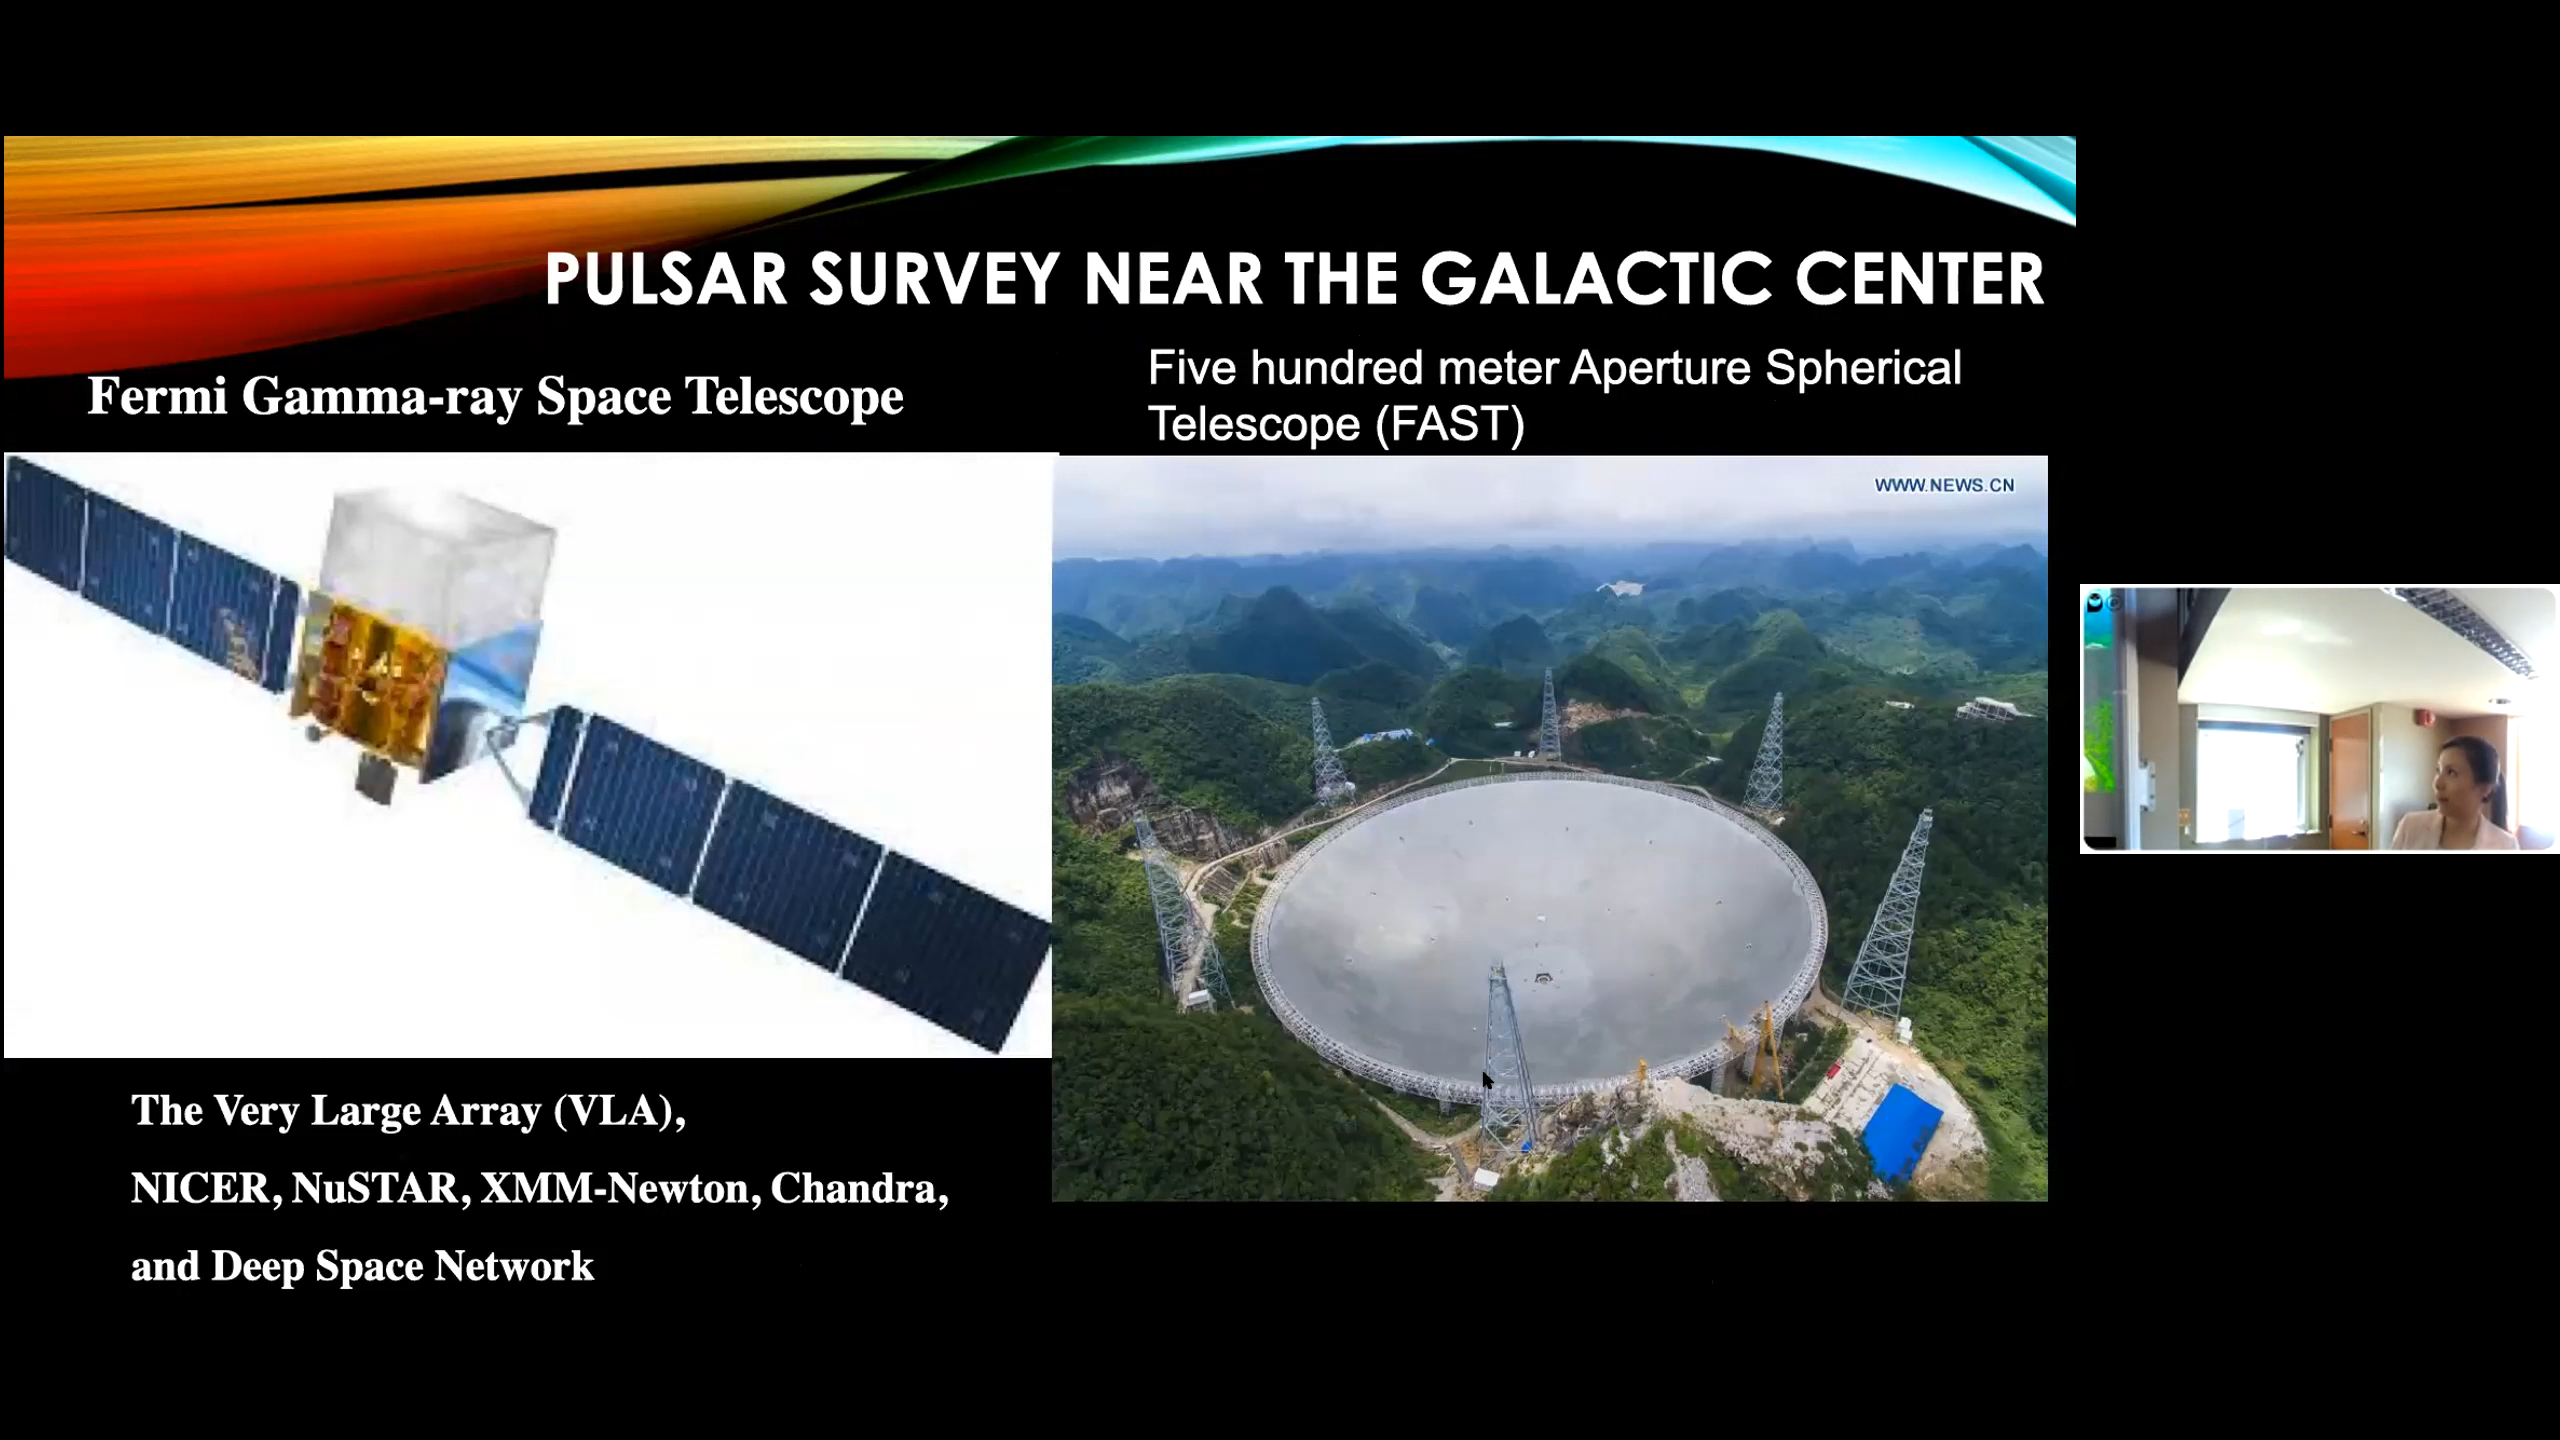 PULSAR SURVEY NEAR THE GALACTIC CENTER
Fermi Gamma-ray Space Telescope
Five hundred meter Aperture Spherical
Telescope (FAST)
WWW.NEWS.CN
The Very Large Array (VLA),
NICER, NuSTAR, XMM-Newton, Chandra,
and Deep Space Network